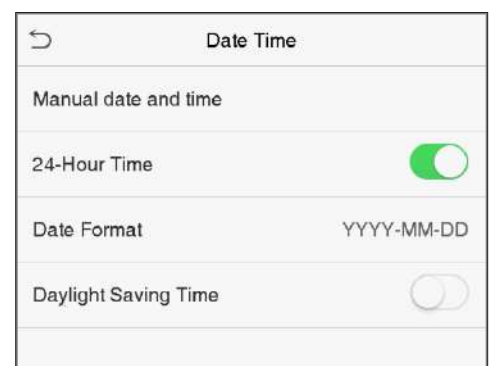 Date Time
Manual date and time
24-Hour Time
Date Format YYYY-MM-DD
Daylight Saving Time